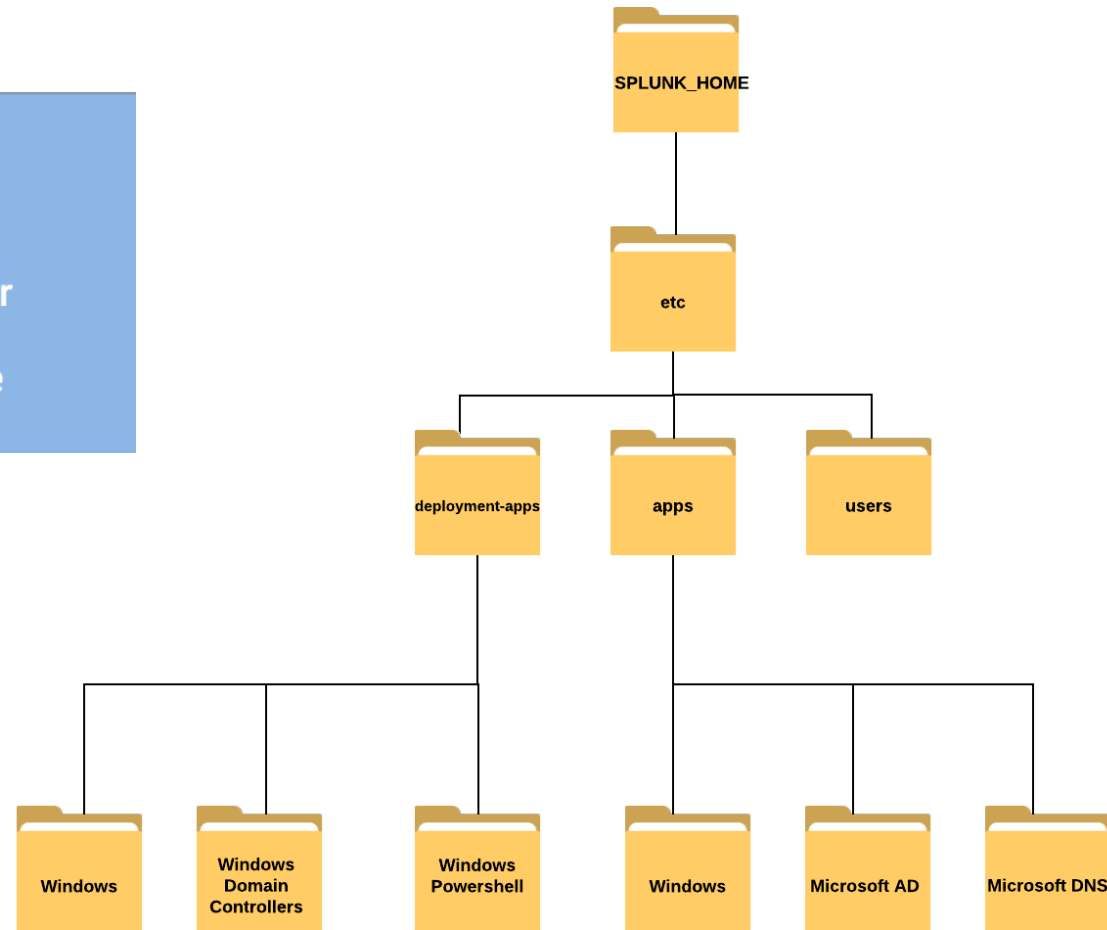 SPLUNK_HOME
etc
r
e
deployment-apps
apps
users
Windows
Windows
Domain
Controllers
Windows
Powershell
Windows
Microsoft AD
Microsoft DNS